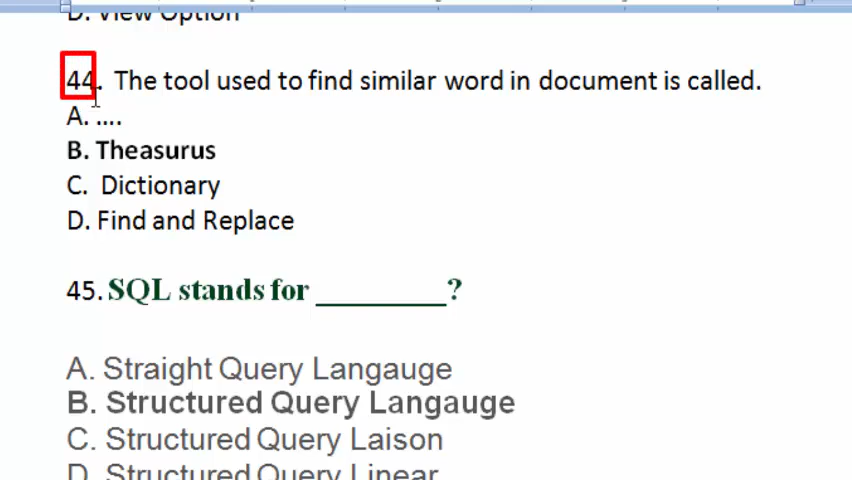 D. View Option
44. The tool used to find similar word in document is called.
A. ....
B. Theasurus
C. Dictionary
D. Find and Replace
45. SQL stands for _________?
A. Straight Query Langauge
B. Structured Query Langauge
C. Structured Query Laison
D. Structured Query Linear